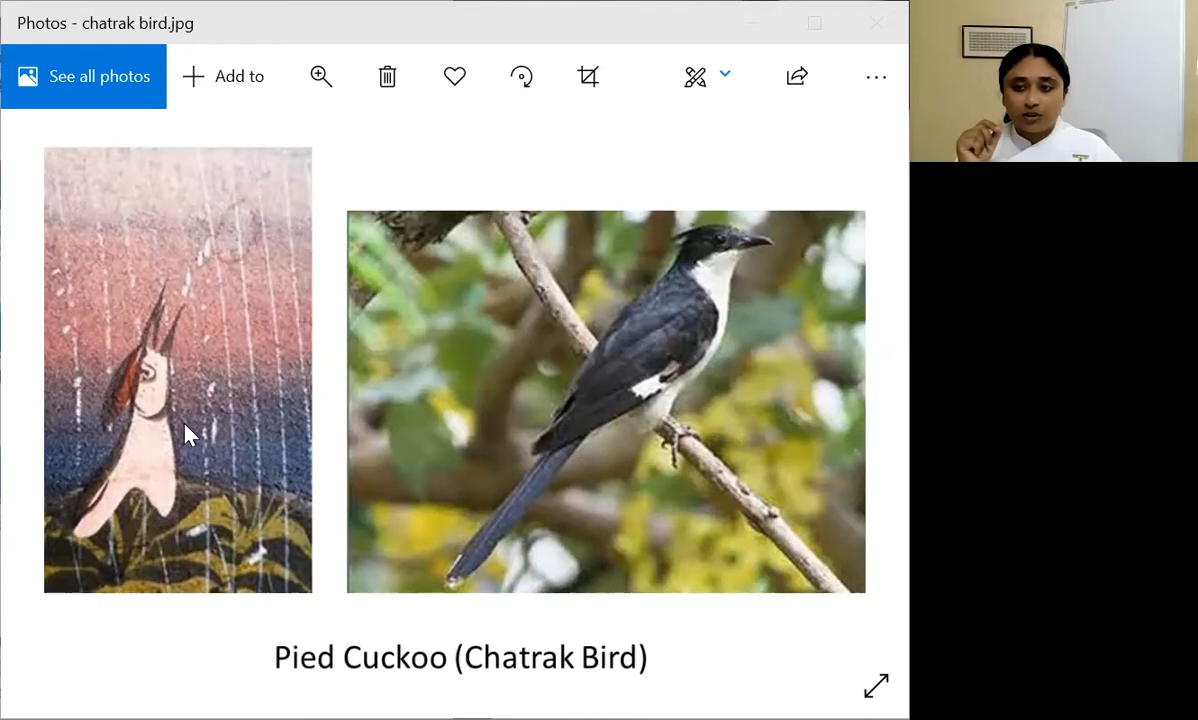 Photos - chatrak bird.jpg
See all photos
Add to
Pied Cuckoo (Chatrak Bird)